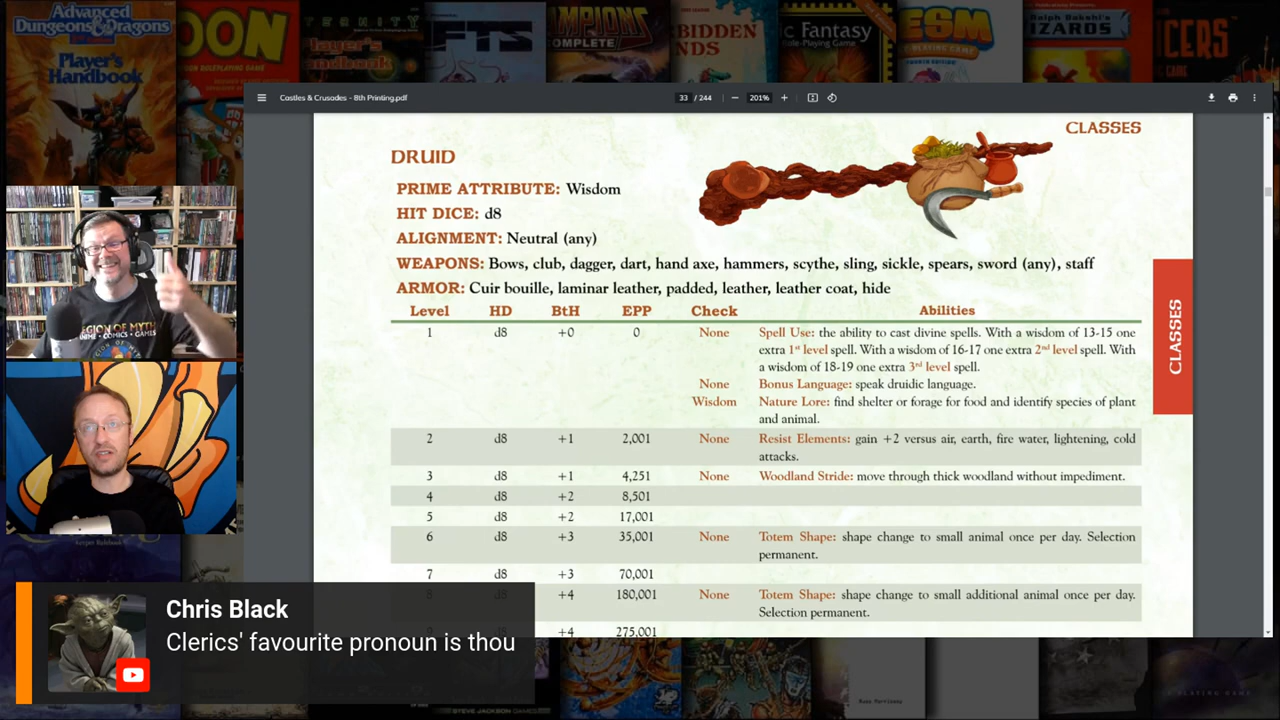 Advanced
Dungeons & Dragons
Player's
Handbook
CHAMPIONS
COMPLETE
Castles & Crusades - 8th Printing.pdf
33 / 244
201%
CLASSES
DRUID
PRIME ATTRIBUTE: Wisdom
HIT DICE: d8
ALIGNMENT: Neutral (any)
WEAPONS: Bows, club, dagger, dart, hand axe, hammers, scythe, sling, sickle, spears, sword (any), staff
ARMOR: Cuir bouille, laminar leather, padded, leather, leather coat, hide
Level HD BtH EPP Check Abilities
1 d8 +0 0 None Spell Use: the ability to cast divine spells. With a wisdom of 13-15 one
extra 1st level spell. With a wisdom of 16-17 one extra 2nd level spell. With
a wisdom of 18-19 one extra 3rd level spell.
None Bonus Language: speak druidic language.
Wisdom Nature Lore: find shelter or forage for food and identify species of plant
and animal.
2 d8 +1 2,001 None Resist Elements: gain +2 versus air, earth, fire water, lightening, cold
attacks.
3 d8 +1 4,251 None Woodland Stride: move through thick woodland without impediment.
4 d8 +2 8,501
5 d8 +2 17,001
6 d8 +3 35,001 None Totem Shape: shape change to small animal once per day. Selection
permanent.
7 d8 +3 70,001
8 d8 +4 180,001 None Totem Shape: shape change to small additional animal once per day.
Selection permanent.
+4 275,001
CLASSES
Chris Black
Clerics' favourite pronoun is thou
STEVE JACKSON GAMES